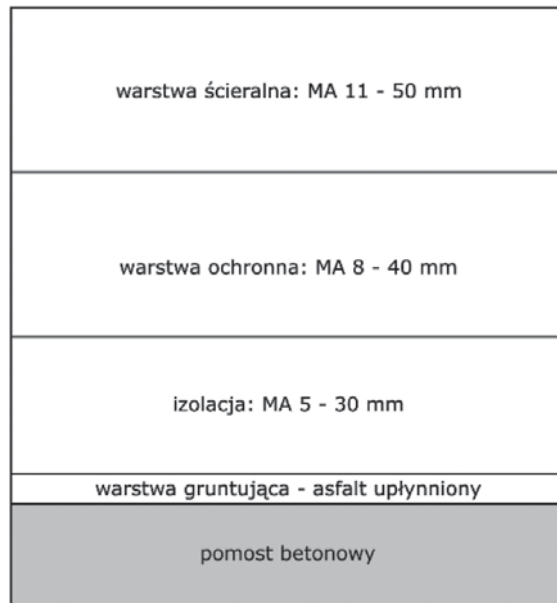 warstwa ścieralna: MA 11 - 50 mm
warstwa ochronna: MA 8 - 40 mm
izolacja: MA 5 - 30 mm
warstwa gruntująca - asfalt upłynniony
pomost betonowy